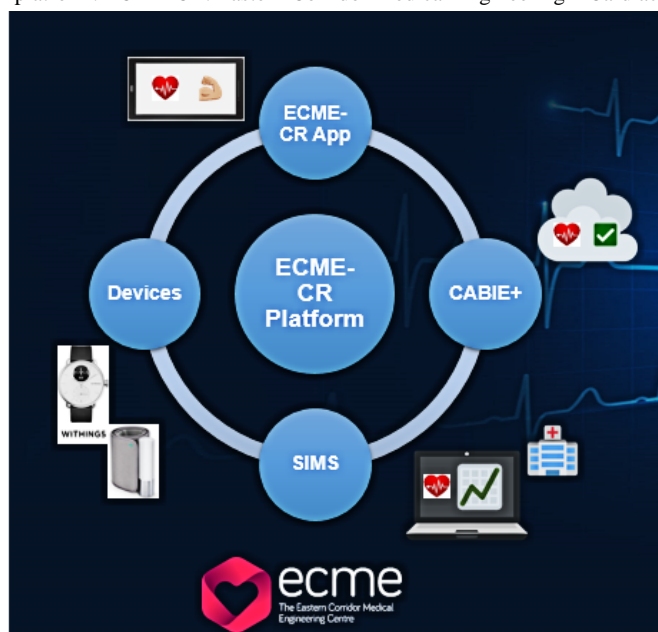 ECME-
CR App
Devices
ECME-
CR
Platform
CABIE+
WITHINGS
SIMS
ecme
The Eastern Corridor Medical
Engineering Centre